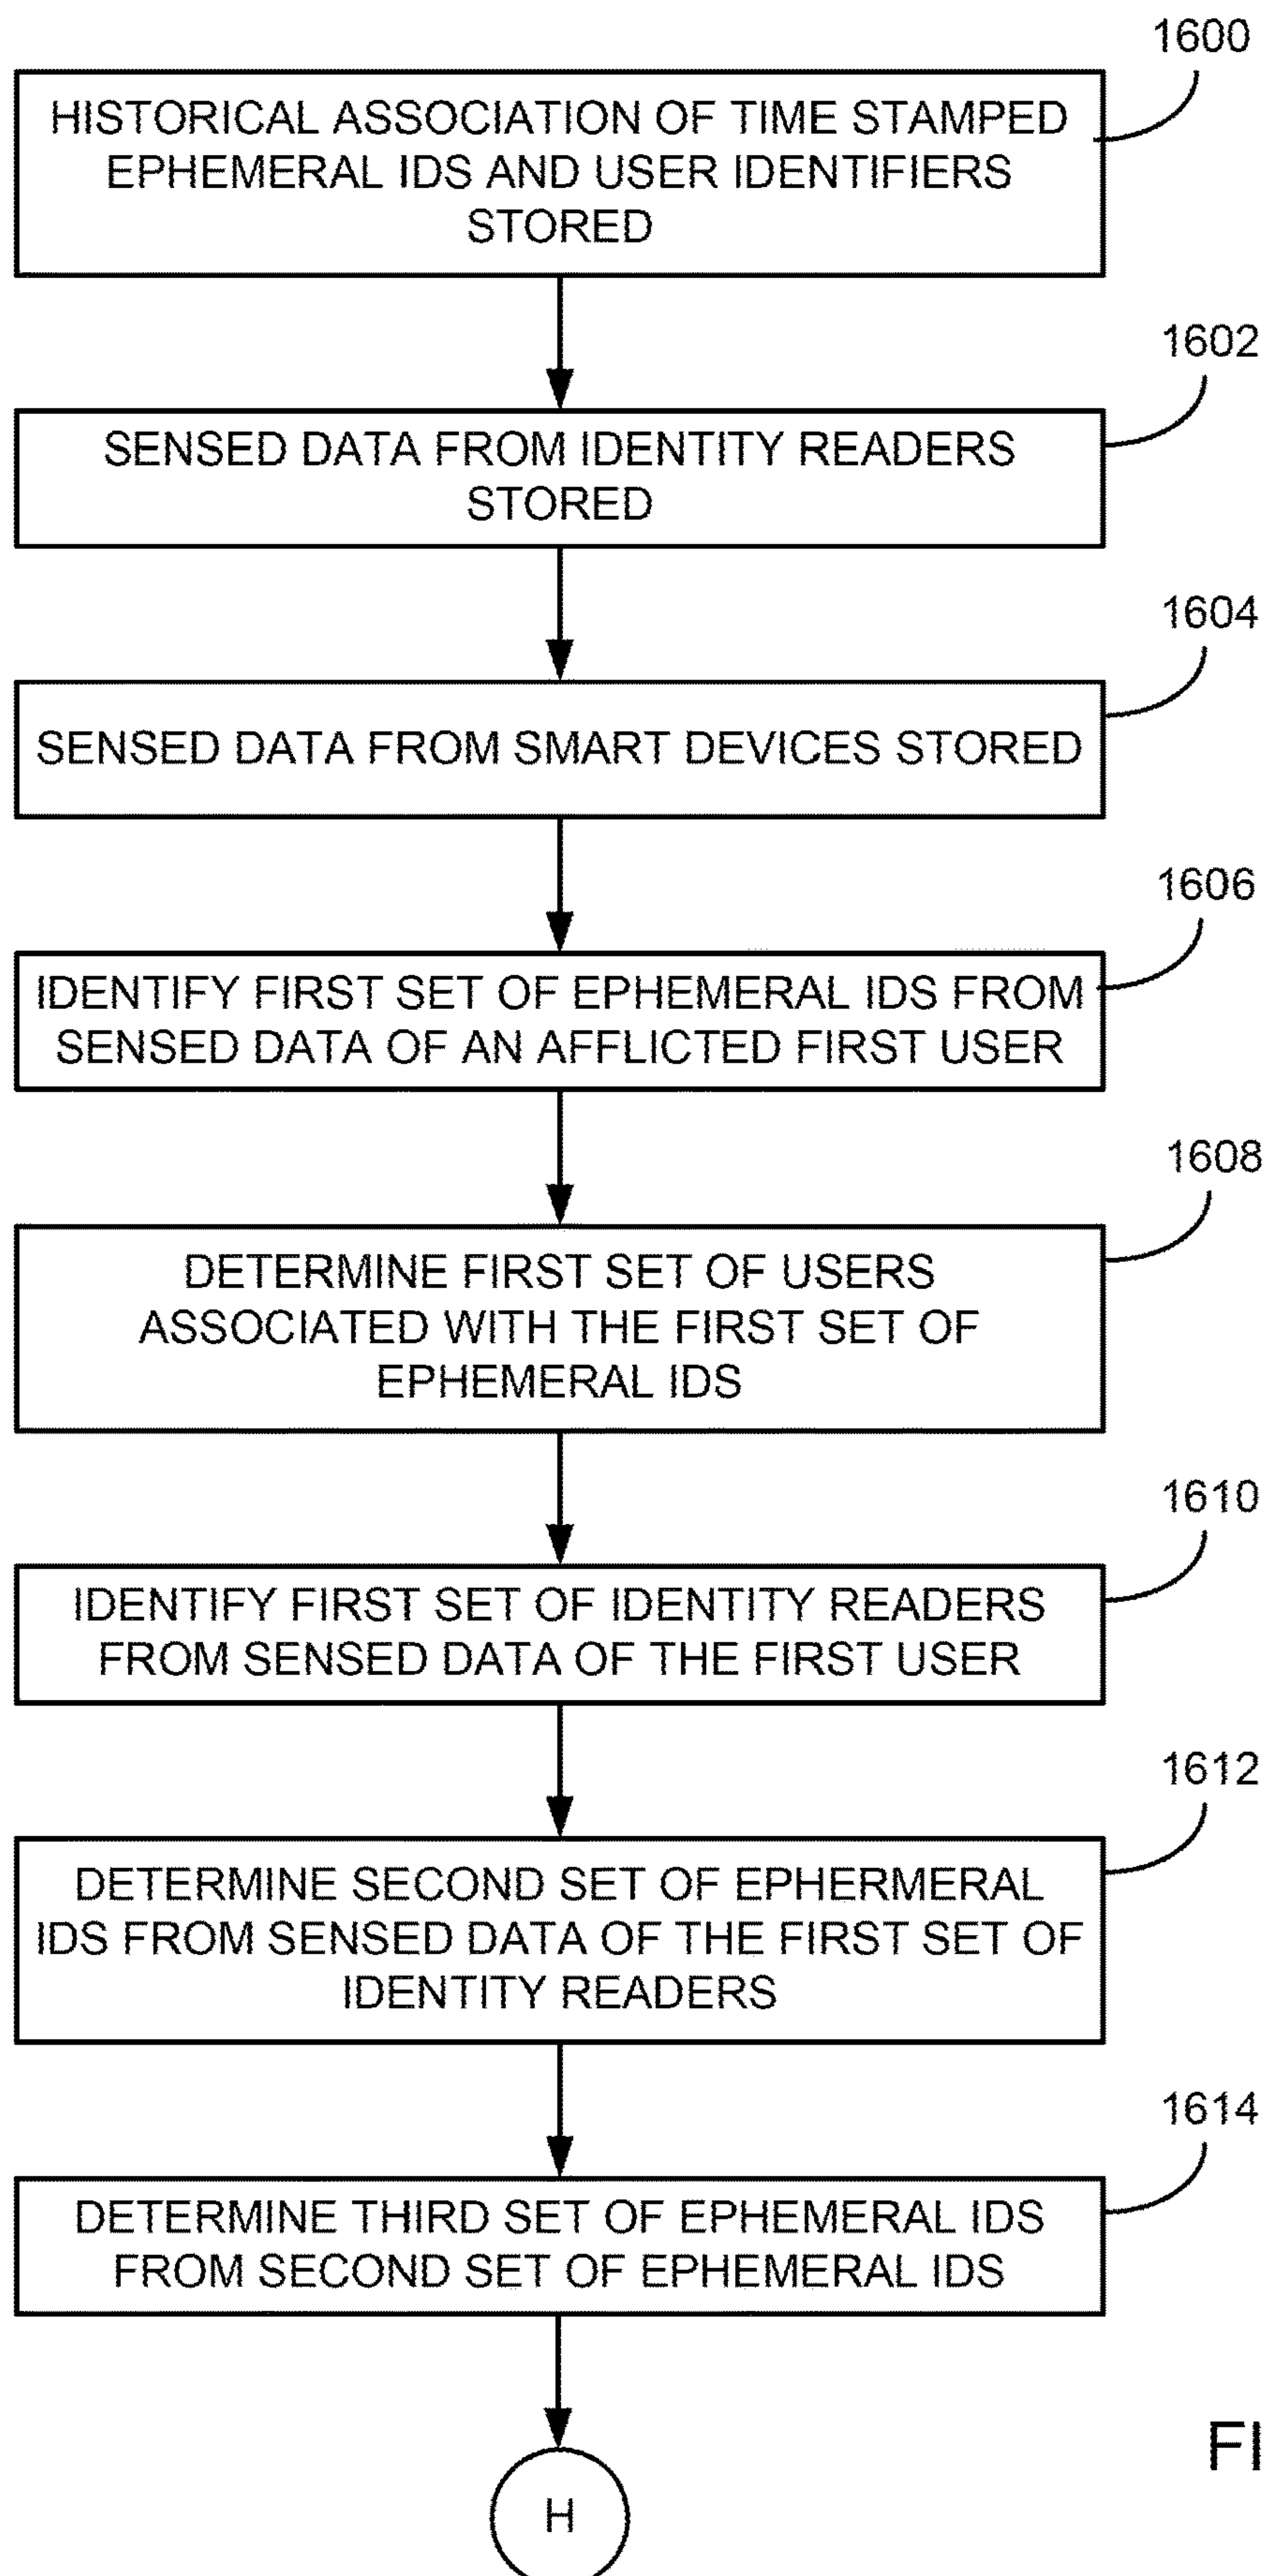 1600
HISTORICAL ASSOCIATION OF TIME STAMPED
EPHEMERAL IDS AND USER IDENTIFIERS
STORED
1602
SENSED DATA FROM IDENTITY READERS
STORED
1604
SENSED DATA FROM SMART DEVICES STORED
1606
IDENTIFY FIRST SET OF EPHEMERAL IDS FROM
SENSED DATA OF AN AFFLICTED FIRST USER
1608
DETERMINE FIRST SET OF USERS
ASSOCIATED WITH THE FIRST SET OF
EPHEMERAL IDS
1610
IDENTIFY FIRST SET OF IDENTITY READERS
FROM SENSED DATA OF THE FIRST USER
1612
DETERMINE SECOND SET OF EPHERMERAL
IDS FROM SENSED DATA OF THE FIRST SET OF
IDENTITY READERS
1614
DETERMINE THIRD SET OF EPHEMERAL IDS
FROM SECOND SET OF EPHEMERAL IDS
FI
H